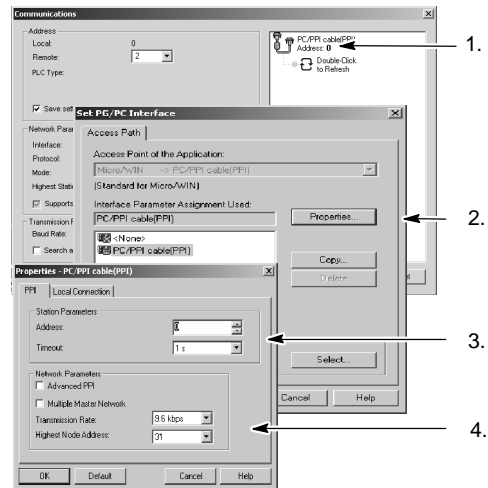 Communications
Address
Local: 0
Remote: 2
PLC Type:
Save set
Network Para
Interface:
Protocol:
Mode:
Highest Stati
Supports
Transmission R
Baud Rate:
Search a
PC/PPI cable(PPI)
Address: 0
Double-Click
to Refresh
1.
Set PG/PC Interface
Access Path
Access Point of the Application:
Micro/WIN -> PC/PPI cable(PPI)
(Standard for Micro/WIN)
Interface Parameter Assignment Used:
PC/PPI cable(PPI)
<None>
PC/PPI cable(PPI)
Properties...
Copy...
Delete
Select...
Cancel
Help
2.
Properties - PC/PPI cable(PPI)
PPI
Local Connection
Station Parameters
Address: 0
Timeout: 1 s
3.
Network Parameters
Advanced PPI
Multiple Master Network
Transmission Rate: 9.6 kbps
Highest Node Address: 31
4.
OK
Default
Cancel
Help